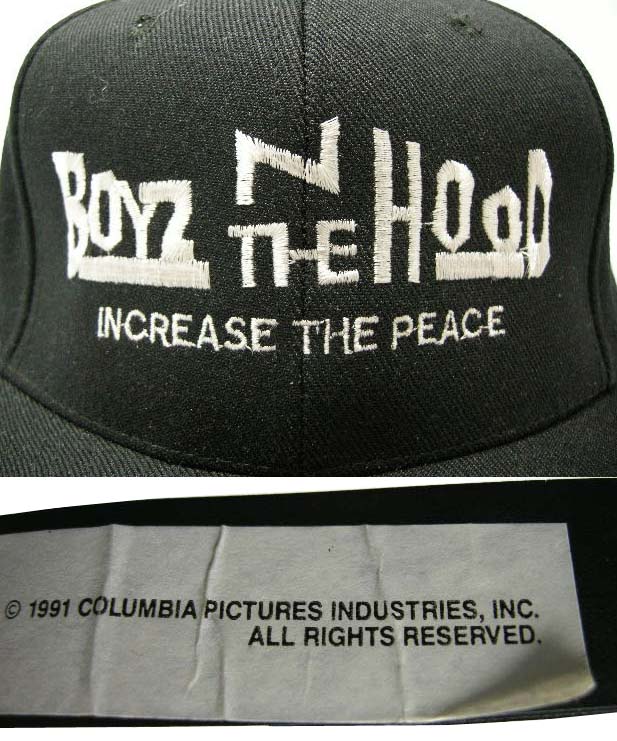 BOYZ N THE HOOD
INCREASE THE PEACE
© 1991 COLUMBIA PICTURES INDUSTRIES, INC.
ALL RIGHTS RESERVED.